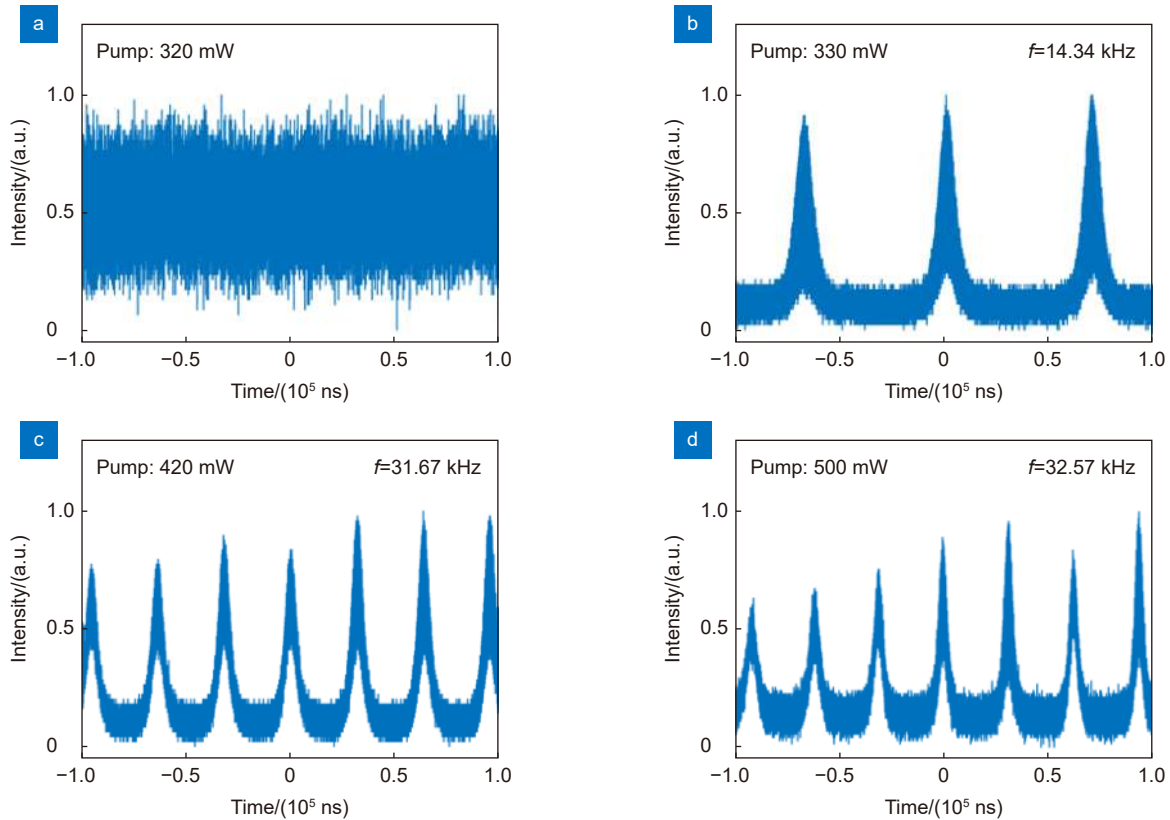 a
Pump: 320 mW
1.0
0.5
0
Intensity/(a.u.)
−1.0 −0.5 0 0.5 1.0
Time/(10⁵ ns)
b
Pump: 330 mW f=14.34 kHz
1.0
0.5
0
Intensity/(a.u.)
−1.0 −0.5 0 0.5 1.0
Time/(10⁵ ns)
c
Pump: 420 mW f=31.67 kHz
1.0
0.5
0
Intensity/(a.u.)
−1.0 −0.5 0 0.5 1.0
Time/(10⁵ ns)
d
Pump: 500 mW f=32.57 kHz
1.0
0.5
0
Intensity/(a.u.)
−1.0 −0.5 0 0.5 1.0
Time/(10⁵ ns)